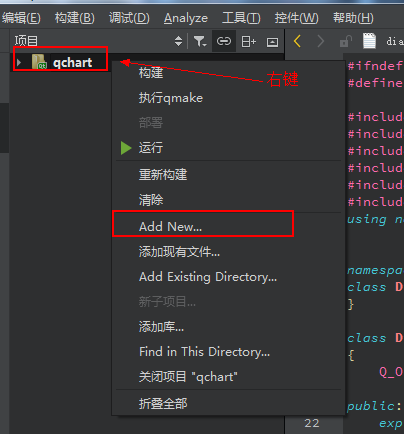 编辑(E) 构建(B) 调试(D) Analyze 工具(T) 控件(W) 帮助(H)
项目
dia
qchart
右键
构建
执行qmake
部署
运行
重新构建
清除
Add New...
添加现有文件...
Add Existing Directory...
新子项目...
添加库...
Find in This Directory...
关闭项目 "qchart"
折叠全部
#ifndef
#define
#includ
#includ
#includ
#includ
#includ
#includ
using n
namespa
class D
}
class D
{
Q_O
public:
22
exp